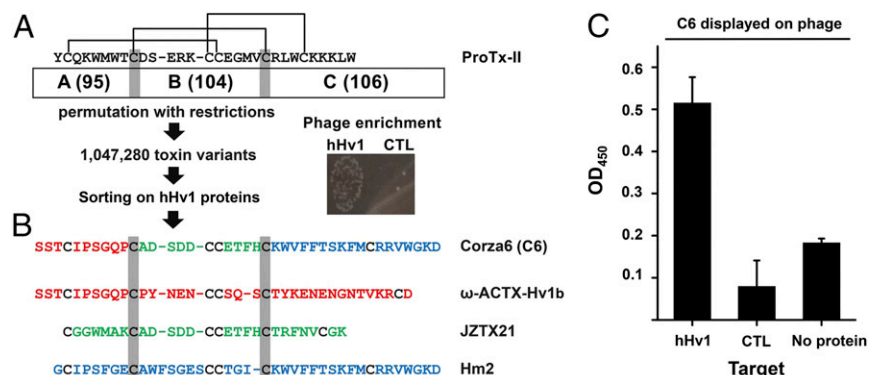 A
YCQKWMWTCDS-ERK-CCEGMVCRLWCKKKLW ProTx-II
A (95) B (104) C (106)
permutation with restrictions
1,047,280 toxin variants
Sorting on hHv1 proteins
Phage enrichment
hHv1 CTL
B
SSTCIPSGQPCAD-SDD-CCETFHCKWVFFTSKFMCRRVWGKD Corza6 (C6)
SSTCIPSGQPCPY-NEN-CCSQ-SCTYKENENGNTVKRCD ω-ACTX-Hv1b
CGGWMAKCAD-SDD-CCETFHCTRFNVCGK JZTX21
GCIPSFGECAWFSGESCCTGI-CKWVFFTSKFMCRRVWGKD Hm2
C
C6 displayed on phage
OD450
0.6
0.5
0.4
0.3
0.2
0.1
hHv1 CTL No protein
Target